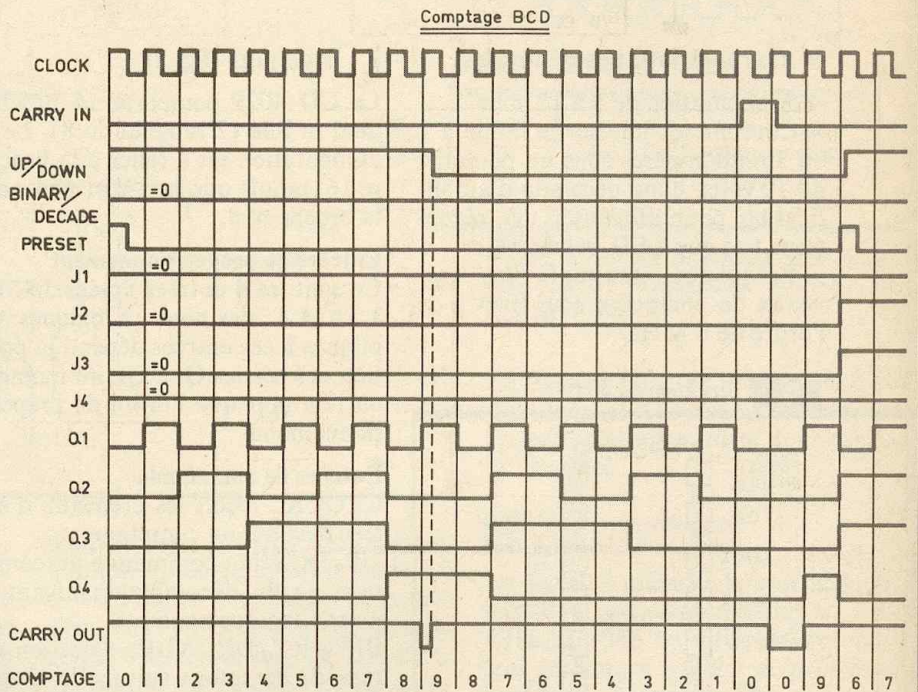 Comptage BCD
CLOCK
CARRY IN
UP/DOWN
BINARY/
DECADE
=0
PRESET
J1
=0
J2
=0
J3
=0
J4
=0
Q1
Q2
Q3
Q4
CARRY OUT
COMPTAGE 0 1 2 3 4 5 6 7 8 9 8 7 6 5 4 3 2 1 0 0 9 6 7